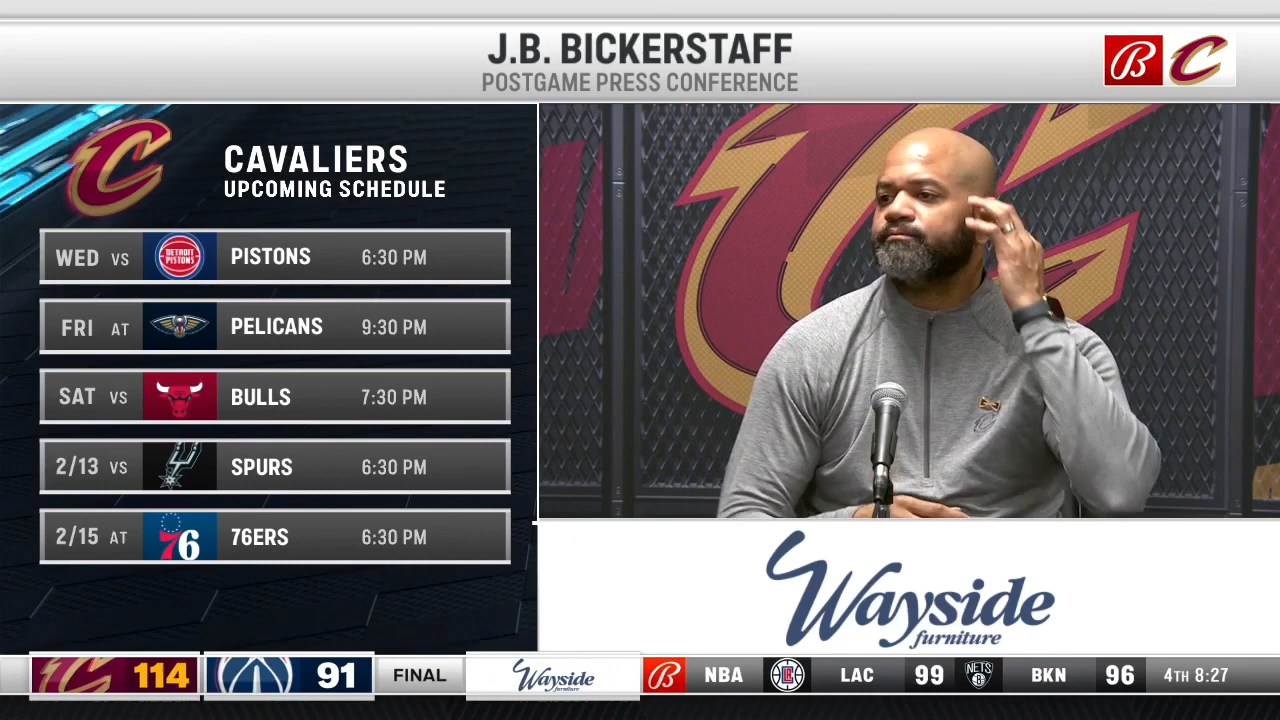 J.B. BICKERSTAFF
POSTGAME PRESS CONFERENCE
B
CAVALIERS
UPCOMING SCHEDULE
WED VS DETROIT PISTONS PISTONS 6:30 PM
FRI AT PELICANS 9:30 PM
SAT VS BULLS 7:30 PM
2/13 VS SPURS 6:30 PM
2/15 AT 76 76ERS 6:30 PM
Wayside
furniture
C 114 91 FINAL Wayside furniture B NBA LAC 99 NETS B BKN 96 4TH 8:27